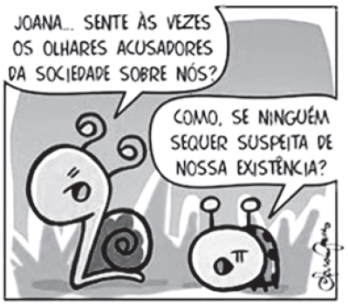 JOANA... SENTE ÀS VEZES
OS OLHARES ACUSADORES
DA SOCIEDADE SOBRE NÓS?
COMO, SE NINGUÉM
SEQUER SUSPEITA DE
NOSSA EXISTÊNCIA?